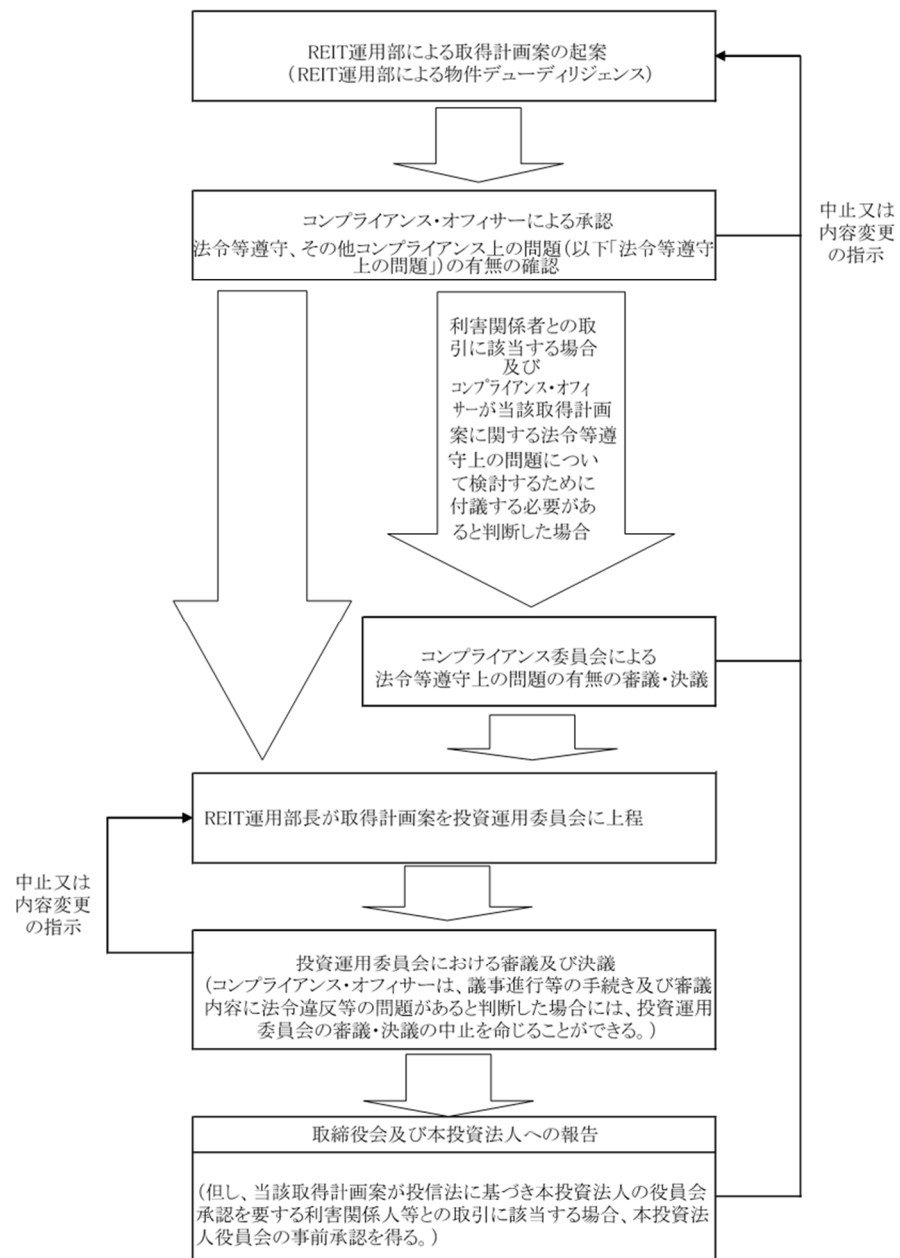 REIT運用部による取得計画案の起案
（REIT運用部による物件デューディリジェンス）
コンプライアンス・オフィサーによる承認
法令等遵守、その他コンプライアンス上の問題（以下「法令等遵守
上の問題」）の有無の確認
中止又は
内容変更
の指示
利害関係者との取
引に該当する場合
及び
コンプライアンス・オフィ
サーが当該取得計画
案に関する法令等遵
守上の問題につい
て検討するために
付議する必要があ
ると判断した場合
コンプライアンス委員会による
法令等遵守上の問題の有無の審議・決議
REIT運用部長が取得計画案を投資運用委員会に上程
中止又は
内容変更
の指示
投資運用委員会における審議及び決議
（コンプライアンス・オフィサーは、議事進行等の手続き及び審議
内容に法令違反等の問題があると判断した場合には、投資運用
委員会の審議・決議の中止を命じることができる。）
取締役会及び本投資法人への報告
（但し、当該取得計画案が投信法に基づき本投資法人の役員会
承認を要する利害関係人等との取引に該当する場合、本投資法
人役員会の事前承認を得る。）